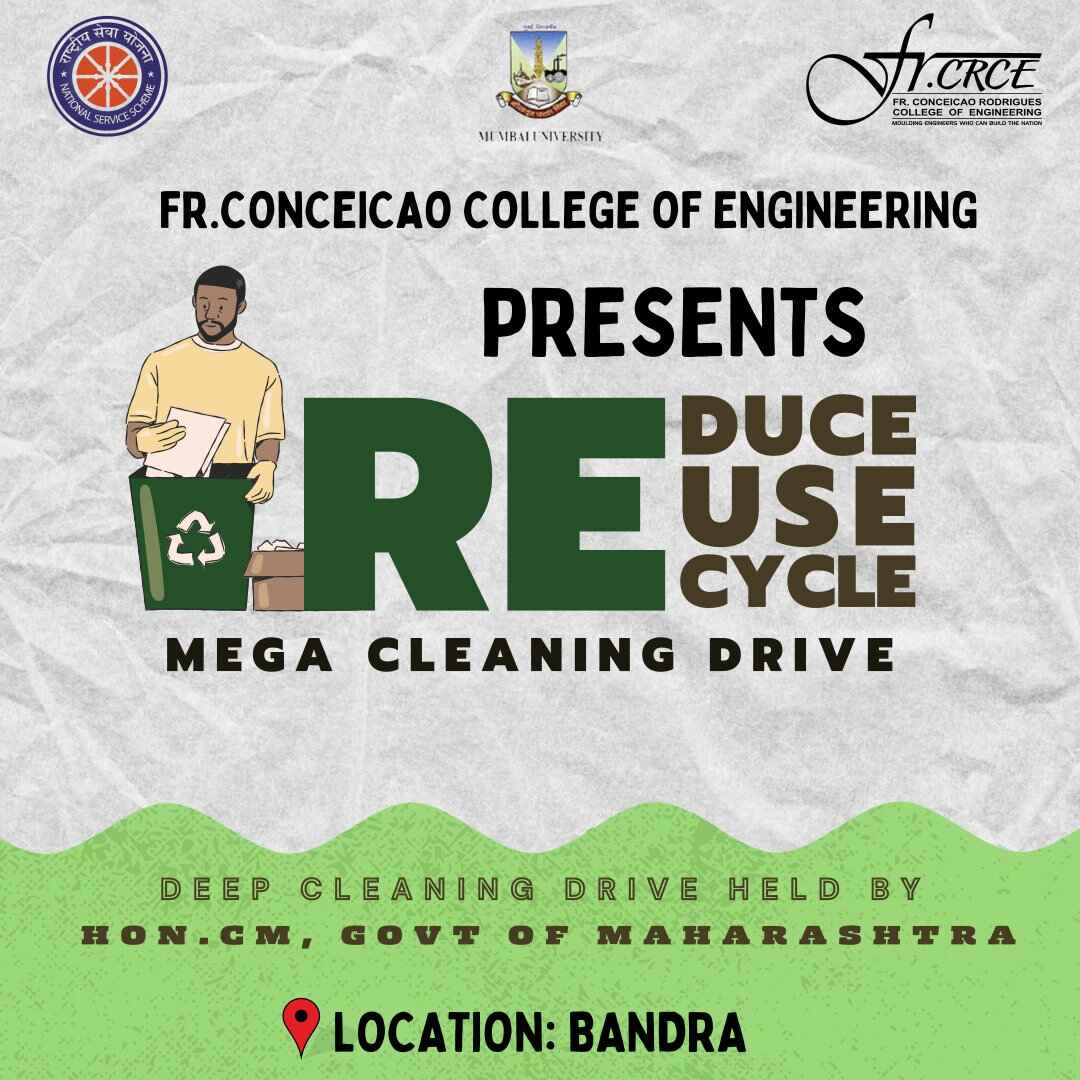 राष्ट्रीय सेवा योजना
NATIONAL SERVICE SCHEME
MUMBAI UNIVERSITY
fr.CRCE
FR. CONCEICAO RODRIGUES
COLLEGE OF ENGINEERING
MOULDING ENGINEERS WHO CAN BUILD THE NATION
FR.CONCEICAO COLLEGE OF ENGINEERING
PRESENTS
RE
DUCE
USE
CYCLE
MEGA CLEANING DRIVE
DEEP CLEANING DRIVE HELD BY
HON.CM, GOVT OF MAHARASHTRA
LOCATION: BANDRA